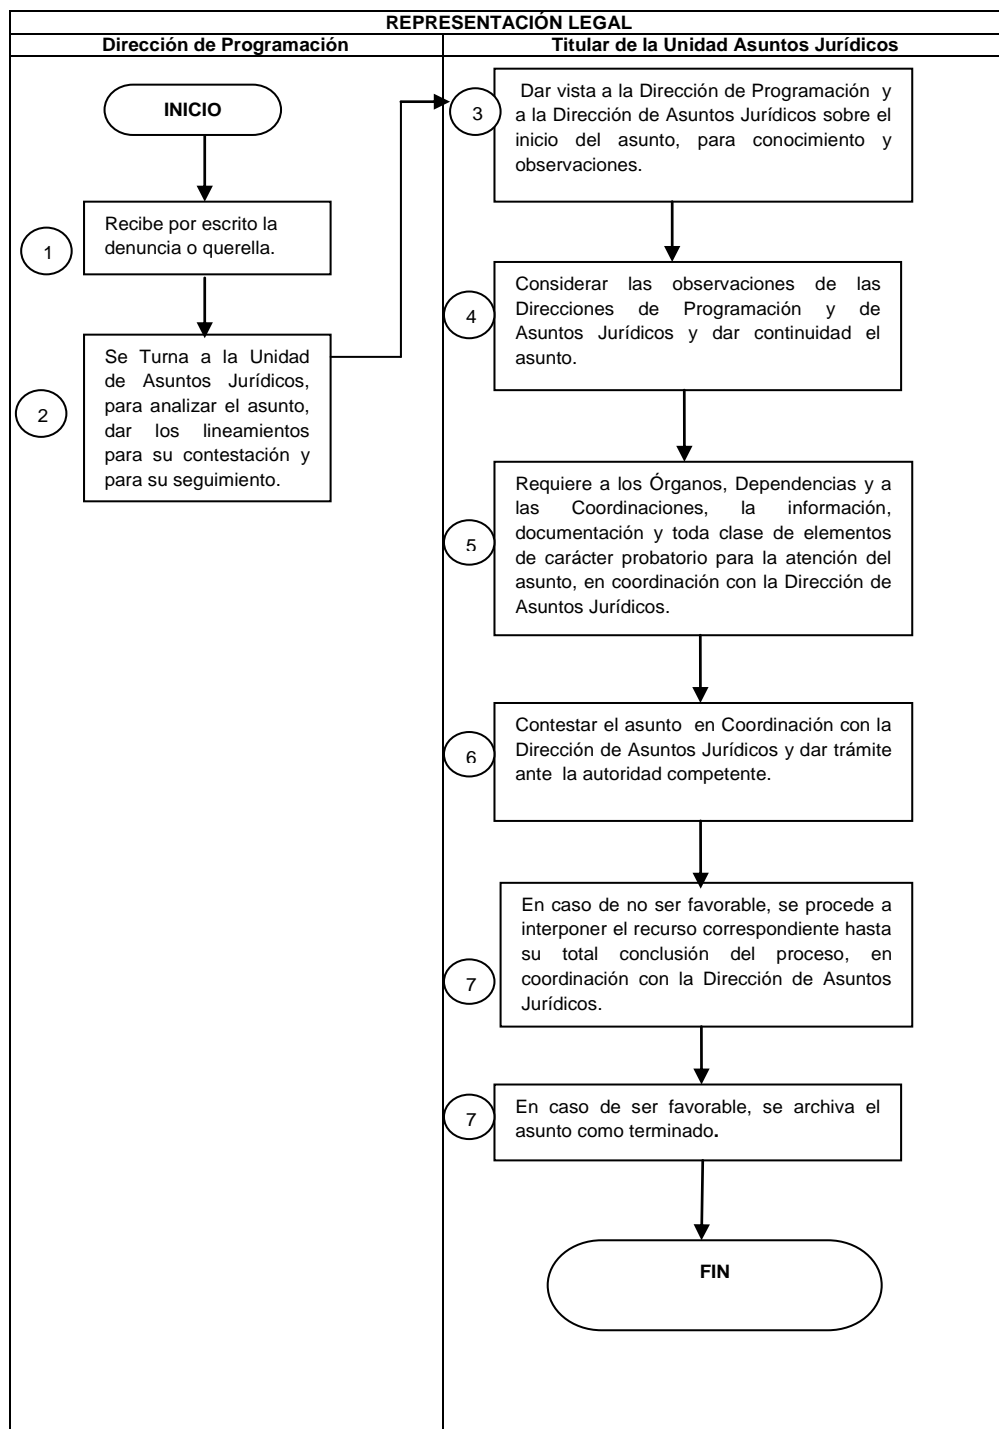 REPRESENTACIÓN LEGAL
Dirección de Programación
Titular de la Unidad Asuntos Jurídicos
INICIO
1
Recibe por escrito la
denuncia o querella.
2
Se Turna a la Unidad
de Asuntos Jurídicos,
para analizar el asunto,
dar los lineamientos
para su contestación y
para su seguimiento.
3
Dar vista a la Dirección de Programación y
a la Dirección de Asuntos Jurídicos sobre el
inicio del asunto, para conocimiento y
observaciones.
4
Considerar las observaciones de las
Direcciones de Programación y de
Asuntos Jurídicos y dar continuidad el
asunto.
5
Requiere a los Órganos, Dependencias y a
las Coordinaciones, la información,
documentación y toda clase de elementos
de carácter probatorio para la atención del
asunto, en coordinación con la Dirección de
Asuntos Jurídicos.
6
Contestar el asunto en Coordinación con la
Dirección de Asuntos Jurídicos y dar trámite
ante la autoridad competente.
7
En caso de no ser favorable, se procede a
interponer el recurso correspondiente hasta
su total conclusión del proceso, en
coordinación con la Dirección de Asuntos
Jurídicos.
7
En caso de ser favorable, se archiva el
asunto como terminado.
FIN